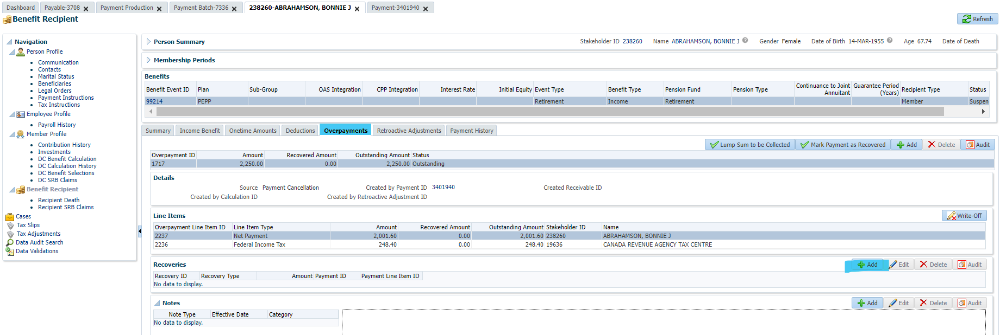 Dashboard Payable-3708 Payment Production Payment Batch-7336 238260-ABRAHAMSON, BONNIE J Payment-3401940
Benefit Recipient Refresh
Navigation
Person Profile
Communication
Contacts
Marital Status
Beneficiaries
Legal Orders
Payment Instructions
Tax Instructions
Employee Profile
Payroll History
Member Profile
Contribution History
Investments
DC Benefit Calculation
DC Calculation History
DC Benefit Selections
DC SRB Claims
Benefit Recipient
Recipient Death
Recipient SRB Claims
Cases
Tax Slips
Tax Adjustments
Data Audit Search
Data Validations
Person Summary Stakeholder ID 238260 Name ABRAHAMSON, BONNIE J Gender Female Date of Birth 14-MAR-1955 Age 67.74 Date of Death
Membership Periods
Benefits
Benefit Event ID Plan Sub-Group OAS Integration CPP Integration Interest Rate Initial Equity Event Type Benefit Type Pension Fund Pension Type Continuance to Joint Annuitant Guarantee Period (Years) Recipient Type Status
99214 PEPP Retirement Income Retirement Member Suspen
Summary Income Benefit Onetime Amounts Deductions Overpayments Retroactive Adjustments Payment History
Lump Sum to be Collected Mark Payment as Recovered Add Delete Audit
Overpayment ID Amount Recovered Amount Outstanding Amount Status
1717 2,250.00 0.00 2,250.00 Outstanding
Details
Source Payment Cancellation Created by Payment ID 3401940 Created Receivable ID
Created by Calculation ID Created by Retroactive Adjustment ID
Line Items Write-Off
Overpayment Line Item ID Line Item Type Amount Recovered Amount Outstanding Amount Stakeholder ID Name
2237 Net Payment 2,001.60 0.00 2,001.60 238260 ABRAHAMSON, BONNIE J
2236 Federal Income Tax 248.40 0.00 248.40 19636 CANADA REVENUE AGENCY TAX CENTRE
Recoveries Add Edit Delete Audit
Recovery ID Recovery Type Amount Payment ID Payment Line Item ID
No data to display.
Notes Add Edit Delete Audit
Note Type Effective Date Category
No data to display.